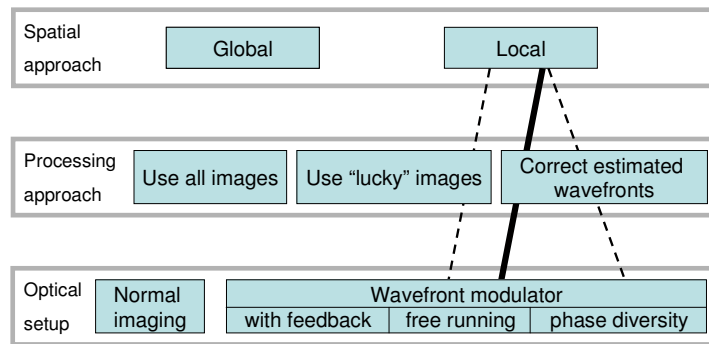 Spatial
approach
Global
Local
Processing
approach
Use all images
Use “lucky” images
Correct estimated
wavefronts
Optical
setup
Normal
imaging
Wavefront modulator
with feedback
free running
phase diversity